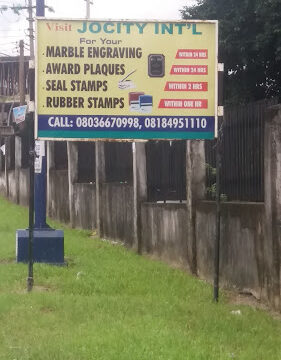 Visit JOCITY INT'L
For Your
.MARBLE ENGRAVING WITHIN 24 HRS
.AWARD PLAQUES WITHIN 24 HRS
.SEAL STAMPS WITHIN 2 HRS
.RUBBER STAMPS WITHIN ONE HR
CALL: 08036670998, 08184951110